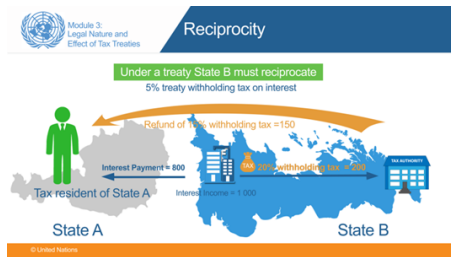 Module 3:
Legal Nature and
Effect of Tax Treaties
Reciprocity
Under a treaty State B must reciprocate
5% treaty withholding tax on interest
Refund of withholding tax =150
Interest Payment = 800
TAX
20% withholding tax = 200
TAX AUTHORITY
Tax resident of State A
Interest Income = 1 000
State A
State B
© United Nations